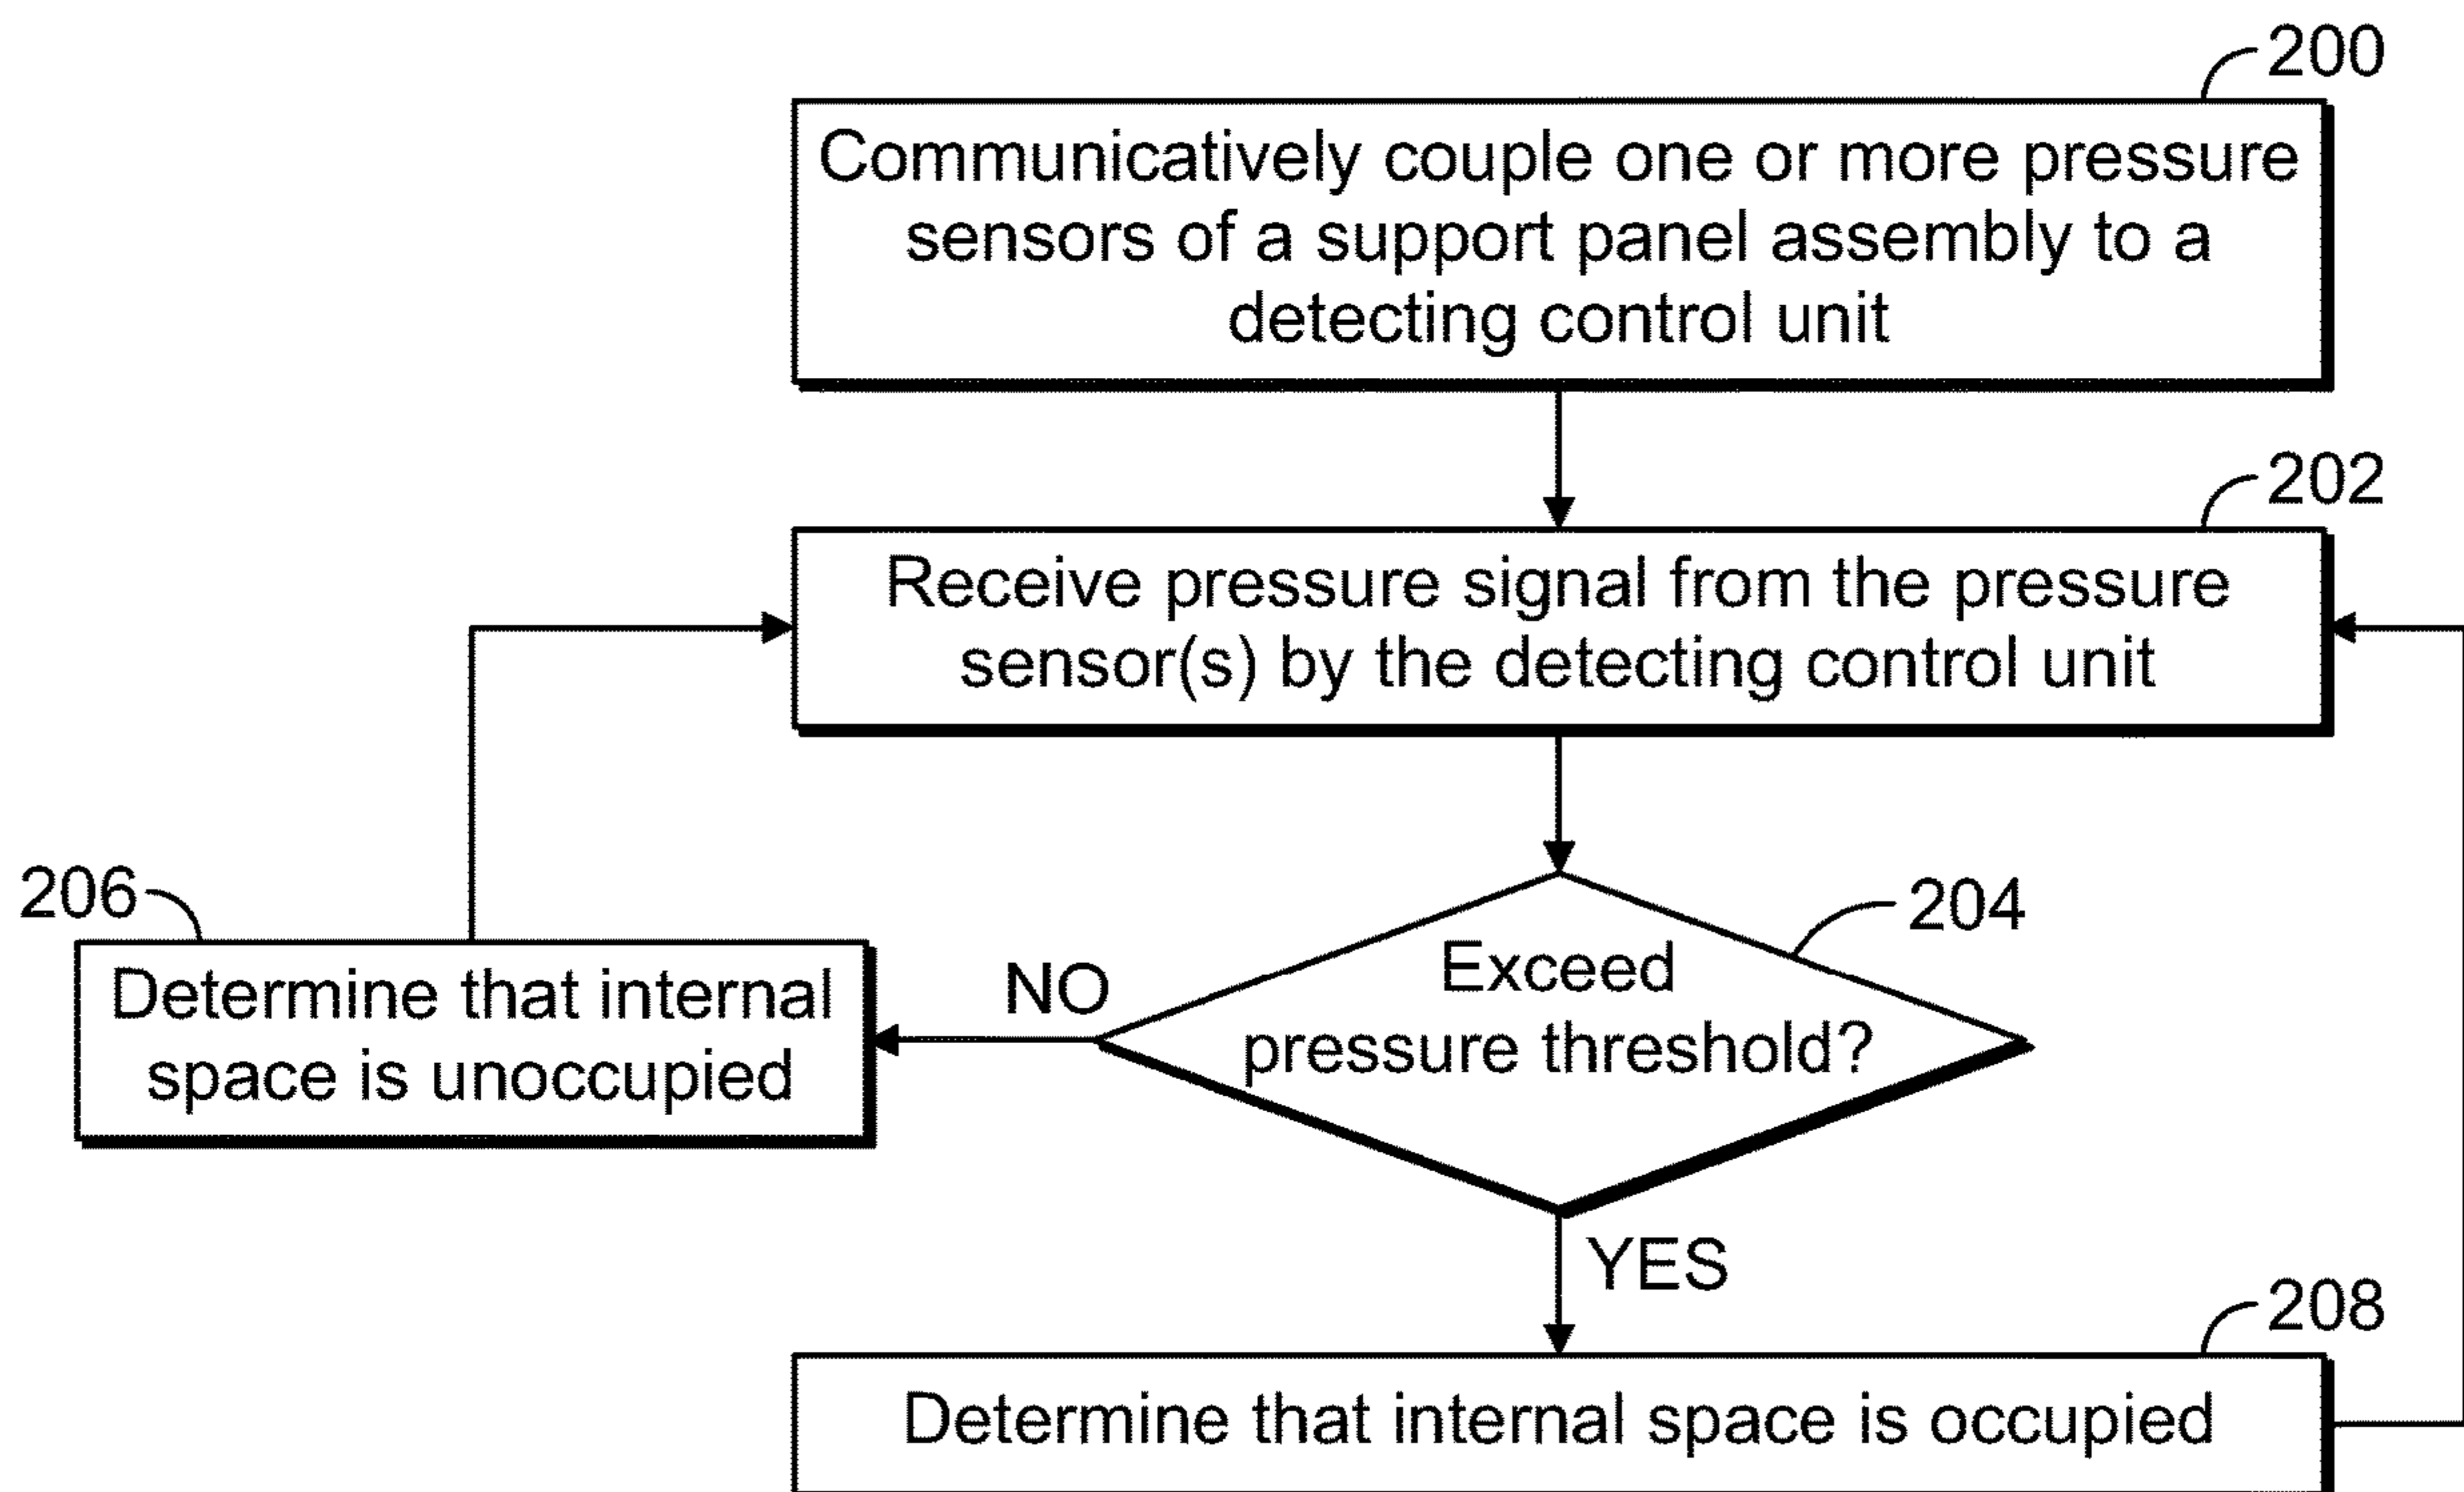 200
Communicatively couple one or more pressure
sensors of a support panel assembly to a
detecting control unit
202
Receive pressure signal from the pressure
sensor(s) by the detecting control unit
206
204
Determine that internal
space is unoccupied
NO
Exceed
pressure threshold?
YES
208
Determine that internal space is occupied